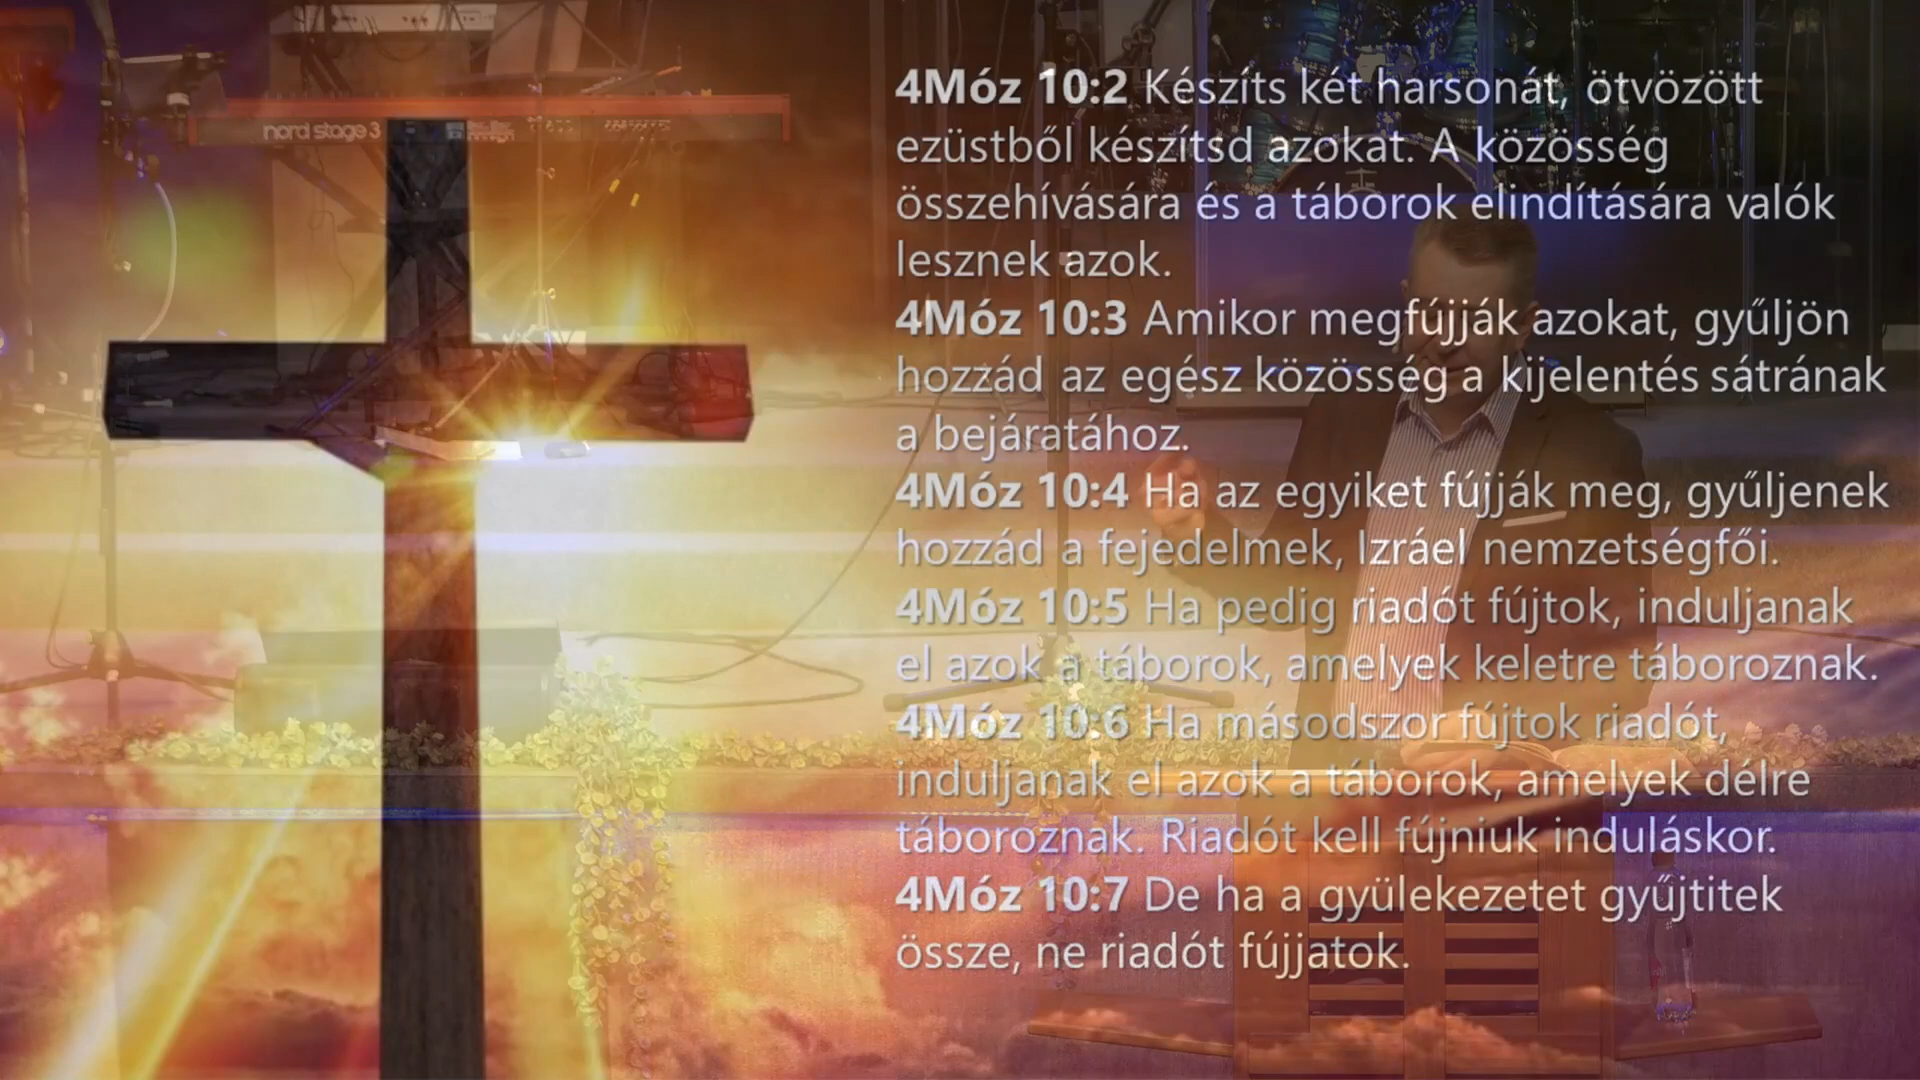 nord stage 3
4Móz 10:2 Készíts két harsonát, ötvözött
ezüstből készítsd azokat. A közösség
összehívására és a táborok elindítására valók
lesznek azok.
4Móz 10:3 Amikor megfújják azokat, gyűljön
hozzád az egész közösség a kijelentés sátrának
a bejáratához.
4Móz 10:4 Ha az egyiket fújják meg, gyűljenek
hozzád a fejedelmek, Izráel nemzetségfői.
4Móz 10:5 Ha pedig riadót fújtok, induljanak
el azok a táborok, amelyek keletre táboroznak.
4Móz 10:6 Ha másodszor fújtok riadót,
induljanak el azok a táborok, amelyek délre
táboroznak. Riadót kell fújniuk induláskor.
4Móz 10:7 De ha a gyülekezetet gyűjtitek
össze, ne riadót fújjatok.